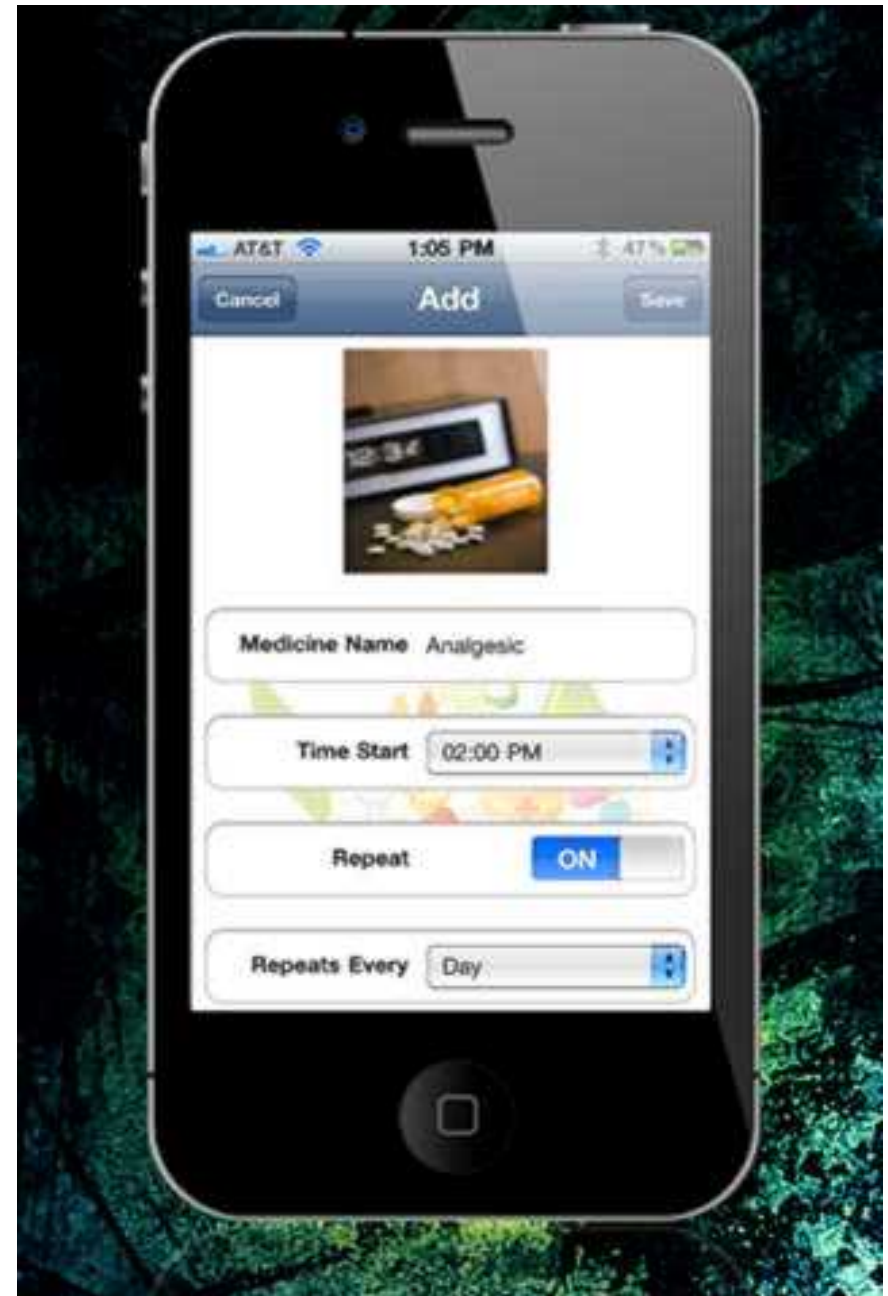 AT&T 1:05 PM 47%
Cancel Add Save
12:34
Medicine Name Analgesic
Time Start 02:00 PM
Repeat ON
Repeats Every Day